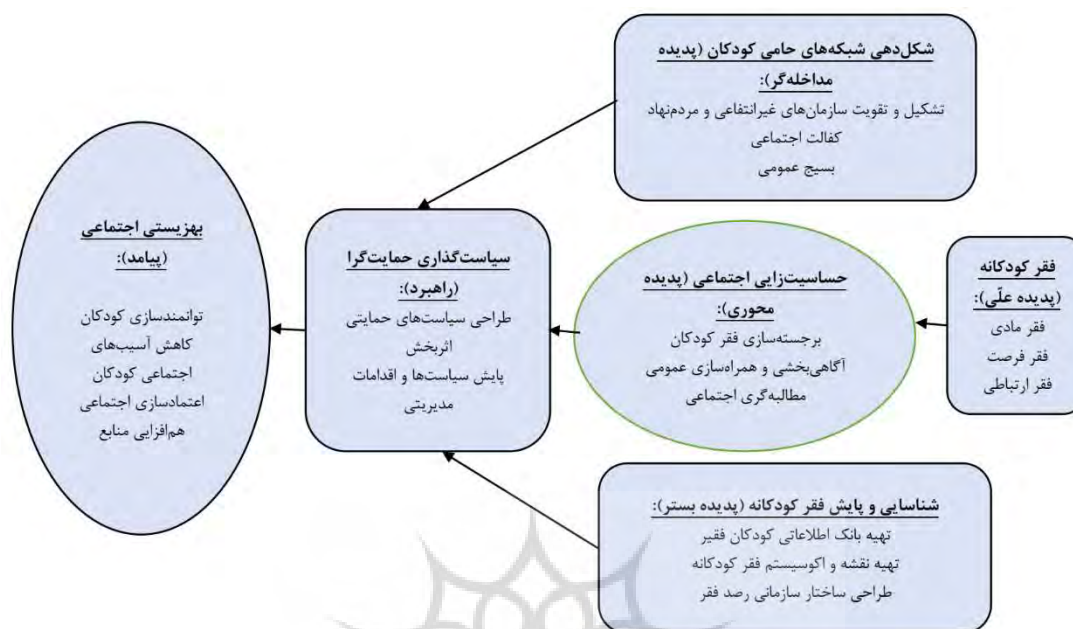 شکل‌دهی شبکه‌های حامی کودکان (پدیده
مداخله‌گر):
تشکیل و تقویت سازمان‌های غیرانتفاعی و مردم‌نهاد
کفالت اجتماعی
بسیج عمومی
فقر کودکانه
(پدیده علّی):
فقر مادی
فقر فرصت
فقر ارتباطی
حساسیت‌زایی اجتماعی (پدیده
محوری):
برجسته‌سازی فقر کودکان
آگاهی‌بخشی و همراه‌سازی عمومی
مطالبه‌گری اجتماعی
سیاست‌گذاری حمایت‌گرا
(راهبرد):
طراحی سیاست‌های حمایتی
اثربخش
پایش سیاست‌ها و اقدامات
مدیریتی
بهزیستی اجتماعی
(پیامد):
توانمندسازی کودکان
کاهش آسیب‌های
اجتماعی کودکان
اعتمادسازی اجتماعی
هم‌افزایی منابع
شناسایی و پایش فقر کودکانه (پدیده بستر):
تهیه بانک اطلاعاتی کودکان فقیر
تهیه نقشه و اکوسیستم فقر کودکانه
طراحی ساختار سازمانی رصد فقر